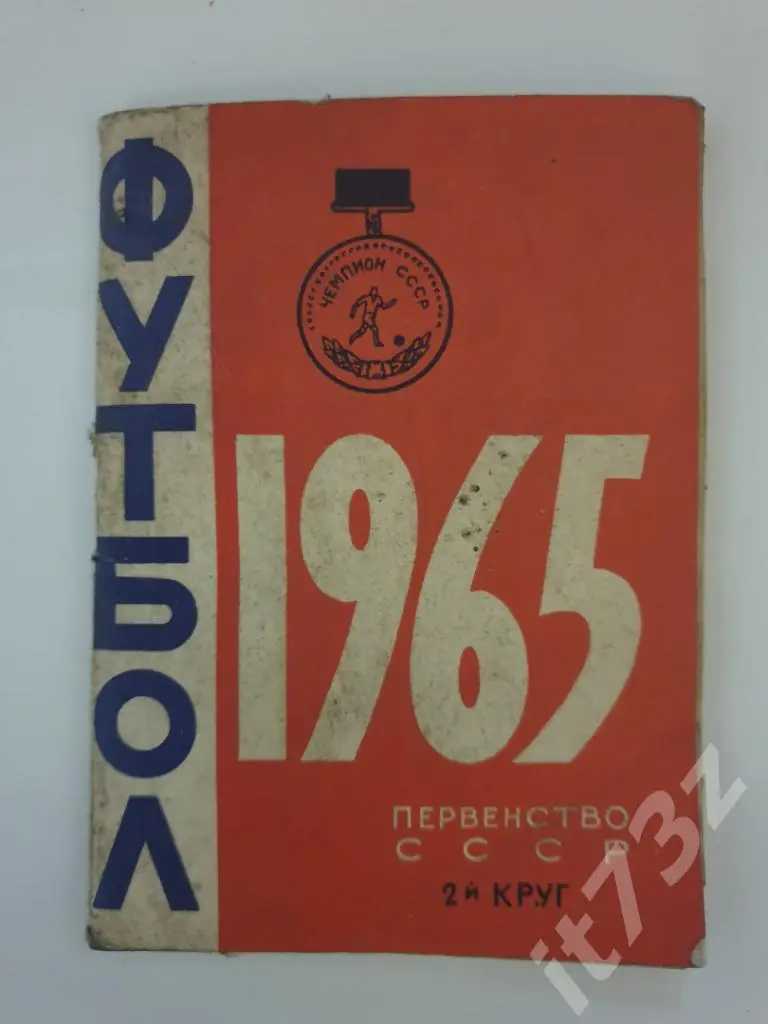 ФУТБОЛ
ЧЕМПИОН СССР
1965
ПЕРВЕНСТВО
СССР
2й КРУГ
it73z